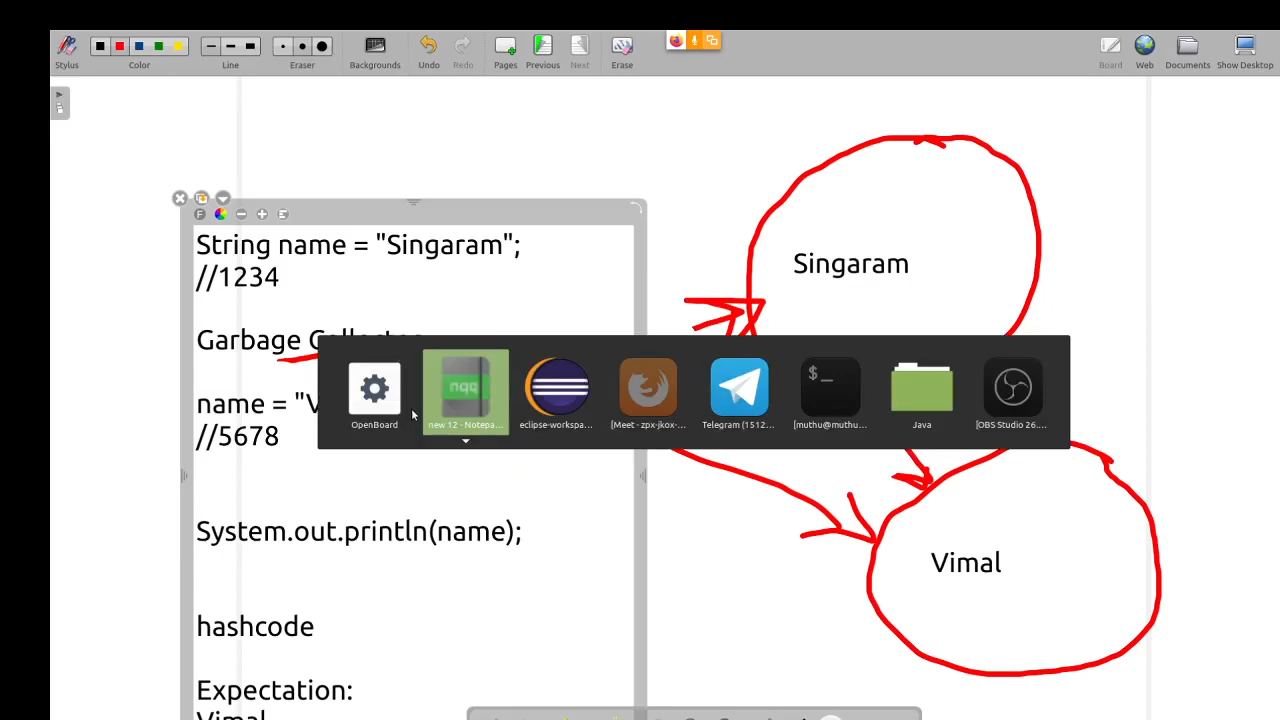 Stylus Color Line Eraser Backgrounds Undo Redo Pages Previous Next Erase Board Web Documents Show Desktop
String name = "Singaram";
//1234
Singaram
Garbage
name = "V
//5678
OpenBoard
nqq
new 12 - Notepa...
eclipse-workspa...
[Meet - zpx-jkox-...
Telegram (1512...
$_
[muthu@muthu...
Java
[OBS Studio 26....
System.out.println(name);
Vimal
hashcode
Expectation:
Vimal